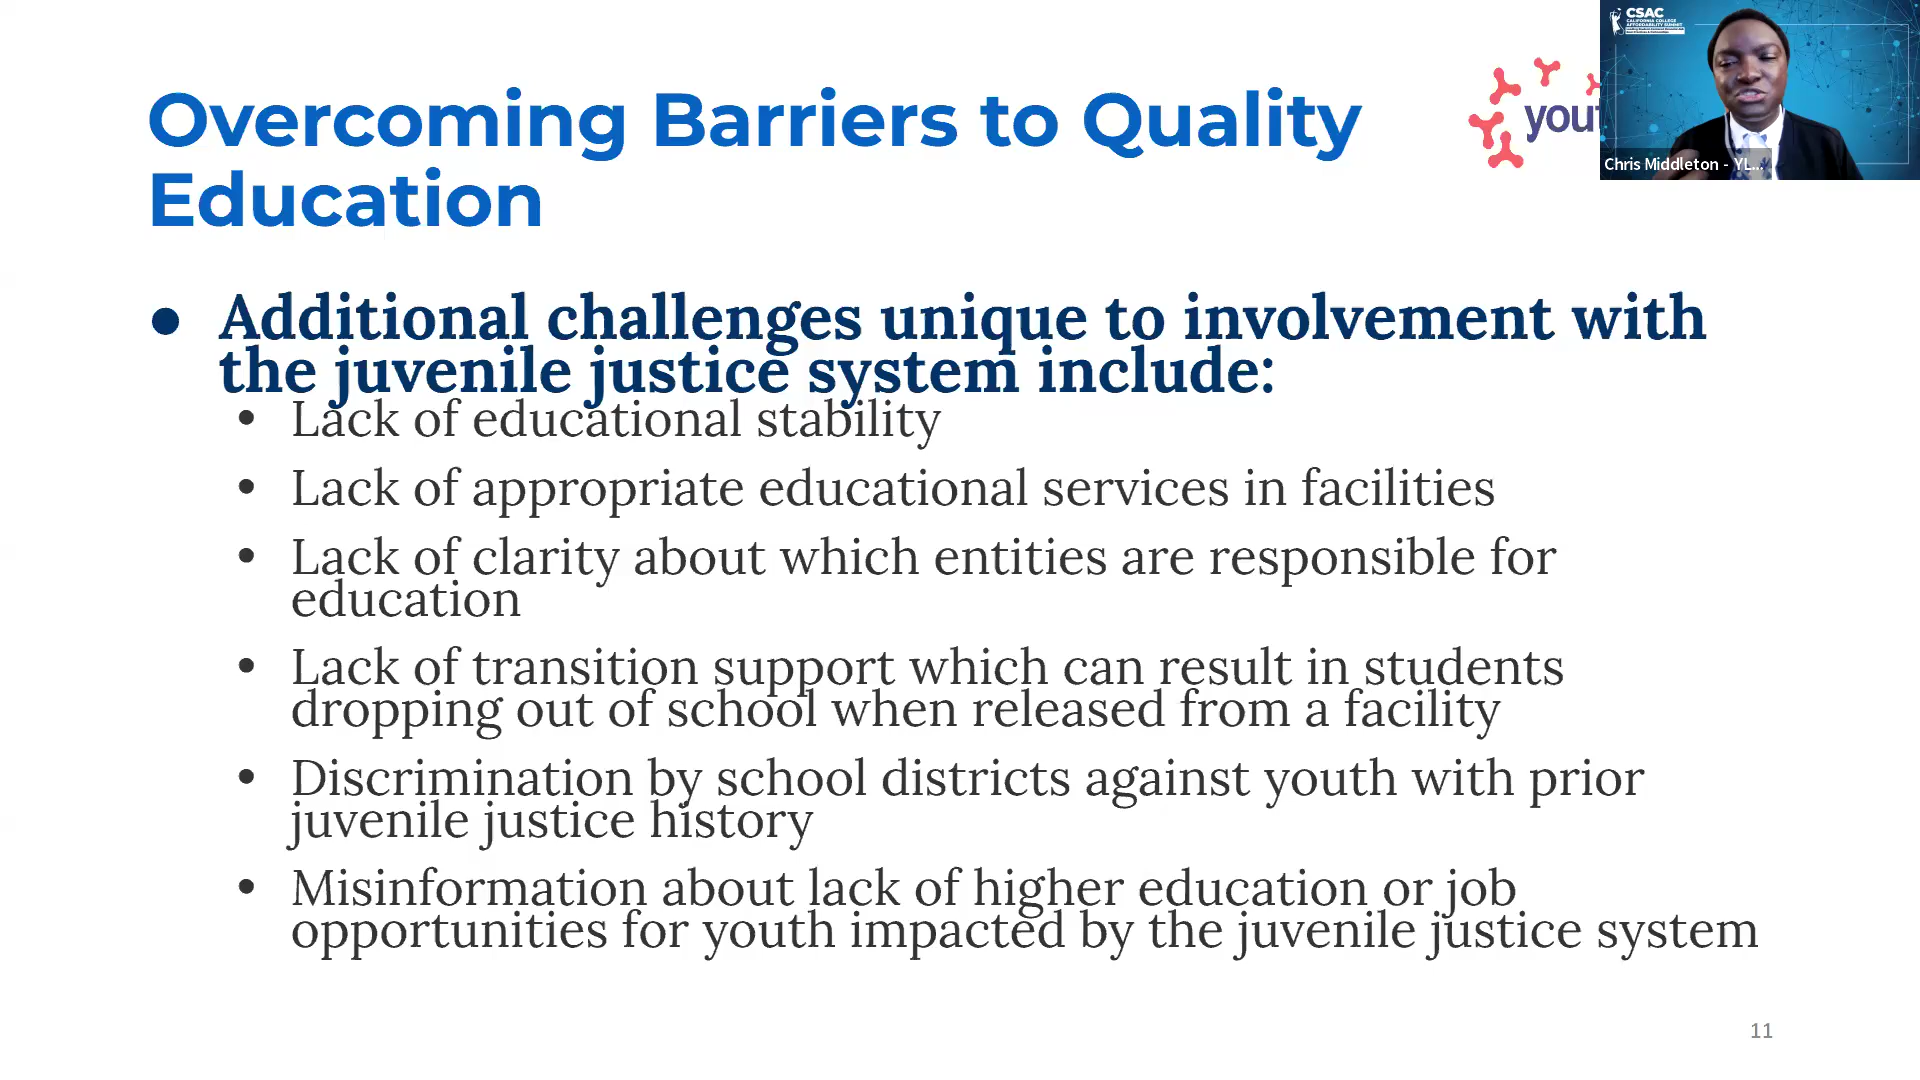 Overcoming Barriers to Quality
Education
● Additional challenges unique to involvement with
the juvenile justice system include:
• Lack of educational stability
• Lack of appropriate educational services in facilities
• Lack of clarity about which entities are responsible for
education
• Lack of transition support which can result in students
dropping out of school when released from a facility
• Discrimination by school districts against youth with prior
juvenile justice history
• Misinformation about lack of higher education or job
opportunities for youth impacted by the juvenile justice system
11
CSAC
CALIFORNIA COLLEGE
AFFORDABILITY SUMMIT
Chris Middleton - YL...